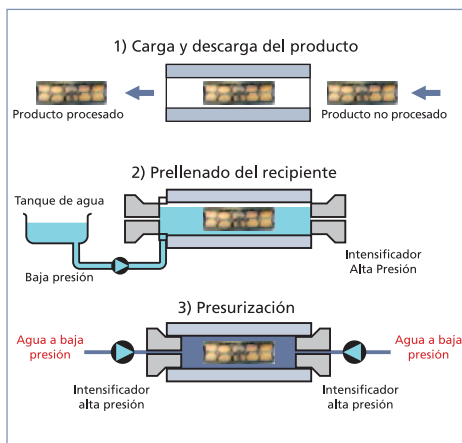 1) Carga y descarga del producto
Producto procesado
Producto no procesado
2) Prellenado del recipiente
Tanque de agua
Baja presión
Intensificador
Alta Presión
3) Presurización
Agua a baja
presión
Agua a baja
presión
Intensificador
alta presión
Intensificador
alta presión